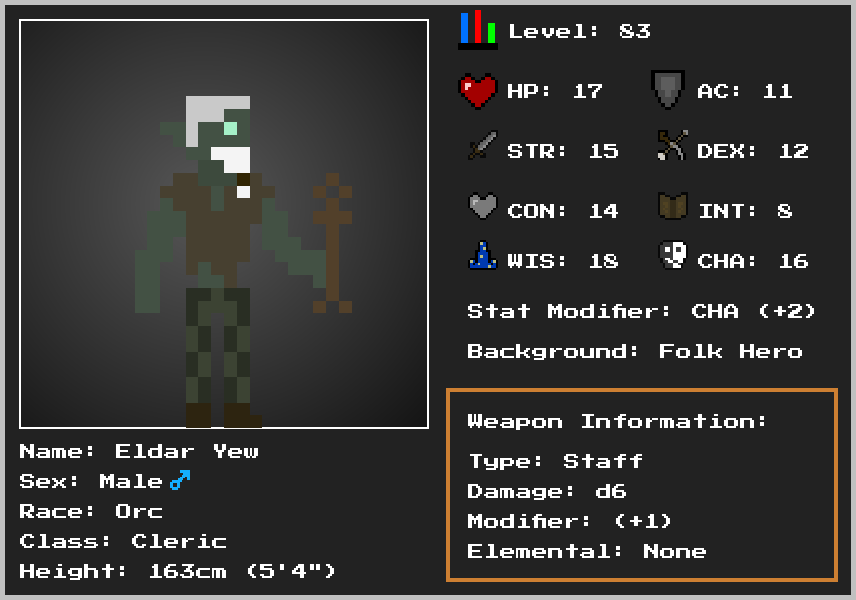 Level: 83
HP: 17 AC: 11
STR: 15 DEX: 12
CON: 14 INT: 8
WIS: 18 CHA: 16
Stat Modifier: CHA (+2)
Background: Folk Hero
Weapon Information:
Type: Staff
Damage: d6
Modifier: (+1)
Elemental: None
Name: Eldar Yew
Sex: Male ♂
Race: Orc
Class: Cleric
Height: 163cm (5'4")